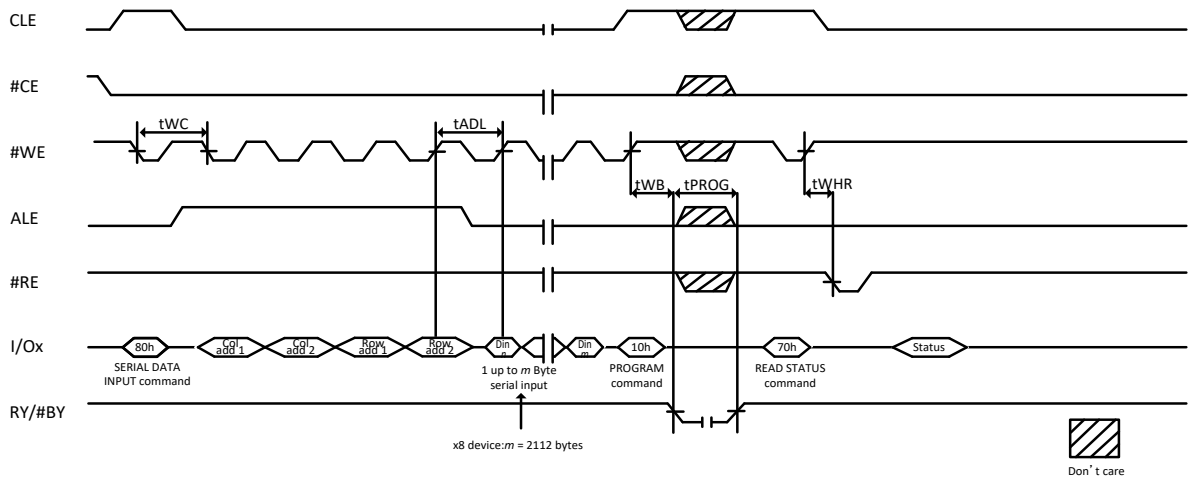 CLE
#CE
tWC
tADL
#WE
tWB
tPROG
tWHR
ALE
#RE
I/Ox
80h
Col
add 1
Col
add 2
Row
add 1
Row
add 2
Din
n
Din
m
10h
70h
Status
SERIAL DATA
INPUT command
1 up to m Byte
serial input
PROGRAM
command
READ STATUS
command
RY/#BY
x8 device:m = 2112 bytes
Don't care